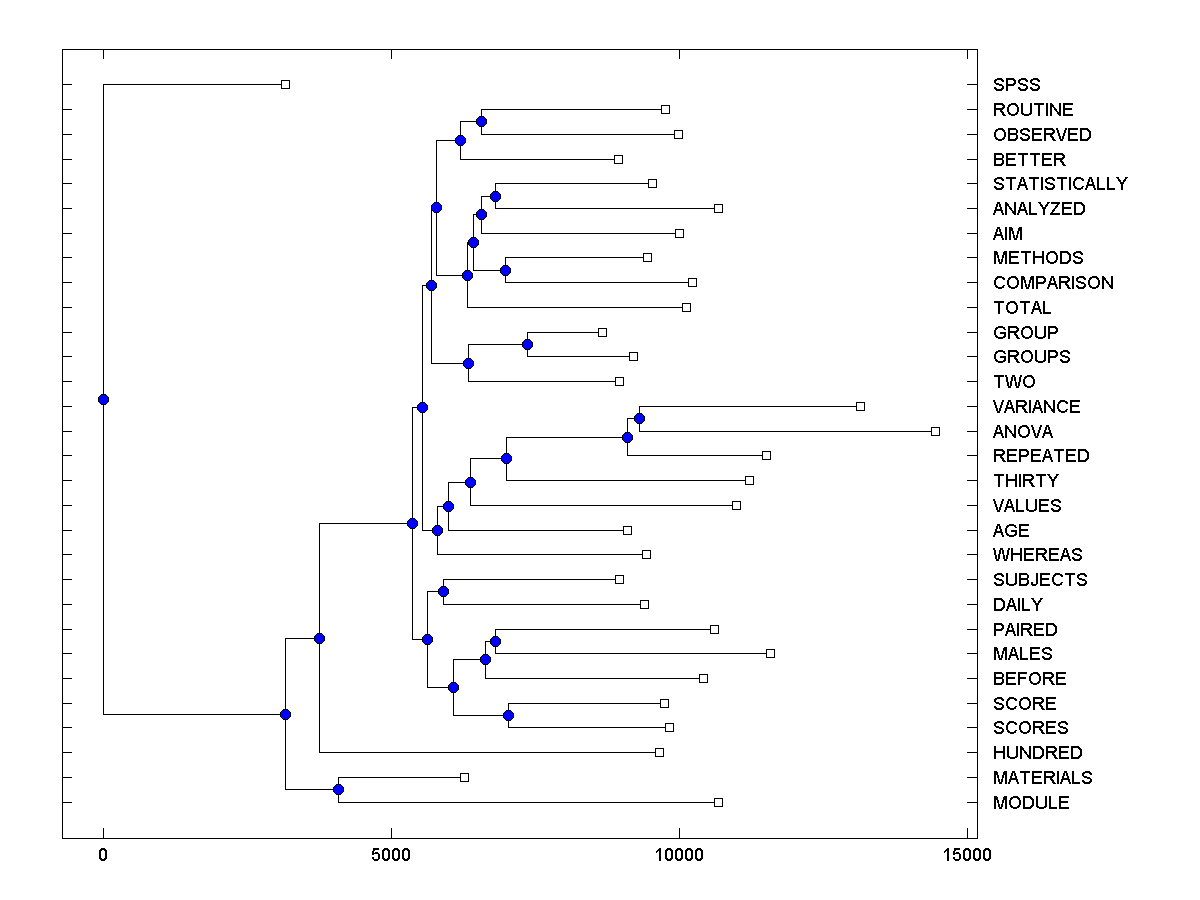 SPSS
ROUTINE
OBSERVED
BETTER
STATISTICALLY
ANALYZED
AIM
METHODS
COMPARISON
TOTAL
GROUP
GROUPS
TWO
VARIANCE
ANOVA
REPEATED
THIRTY
VALUES
AGE
WHEREAS
SUBJECTS
DAILY
PAIRED
MALES
BEFORE
SCORE
SCORES
HUNDRED
MATERIALS
MODULE
0 5000 10000 15000